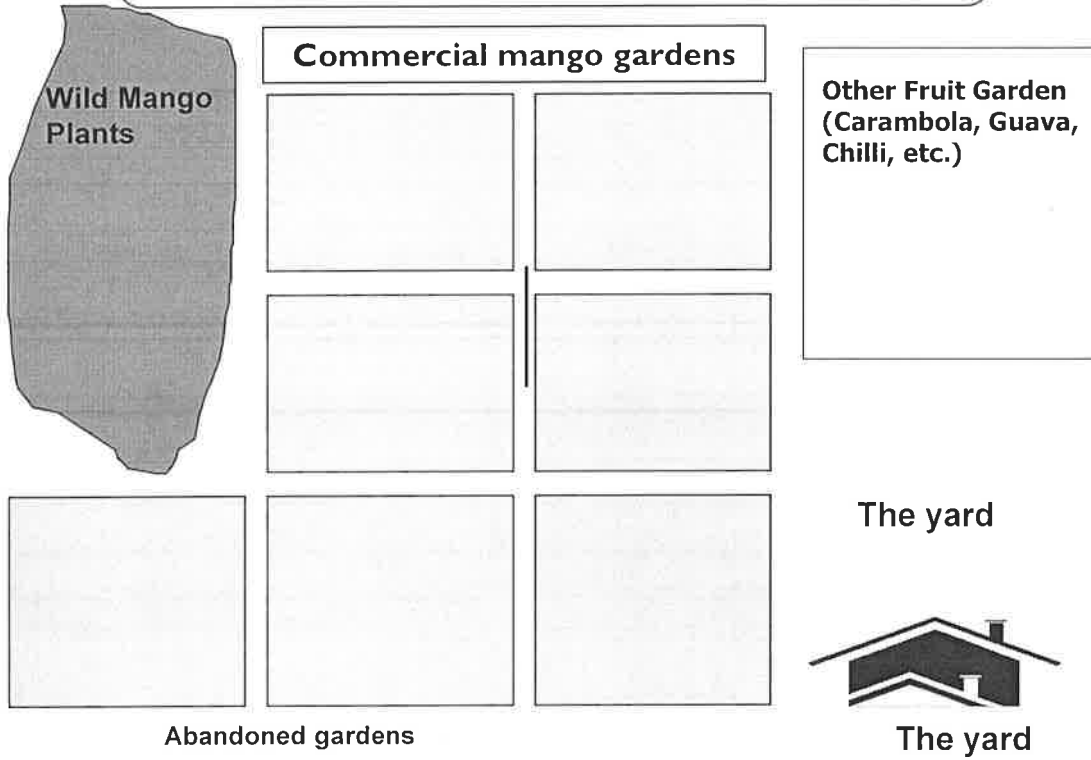 Commercial mango gardens
Wild Mango
Plants
Other Fruit Garden
(Carambola, Guava,
Chilli, etc.)
The yard
Abandoned gardens
The yard